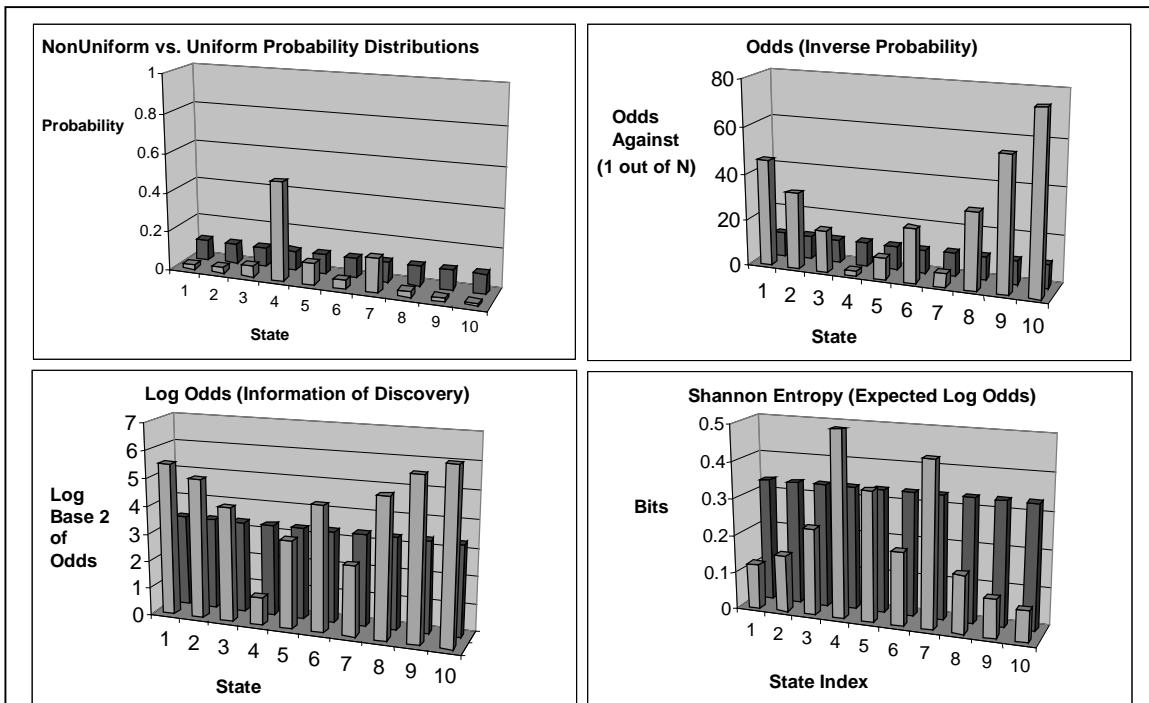 NonUniform vs. Uniform Probability Distributions
1
0.8
Probability
0.6
0.4
0.2
0
1 2 3 4 5 6 7 8 9 10
State
Odds (Inverse Probability)
80
60
Odds
Against
(1 out of N)
40
20
0
1 2 3 4 5 6 7 8 9 10
State
Log Odds (Information of Discovery)
7
6
5
4
3
2
1
0
Log
Base 2
of
Odds
1 2 3 4 5 6 7 8 9 10
State
Shannon Entropy (Expected Log Odds)
0.5
0.4
0.3
Bits
0.2
0.1
0
1 2 3 4 5 6 7 8 9 10
State Index